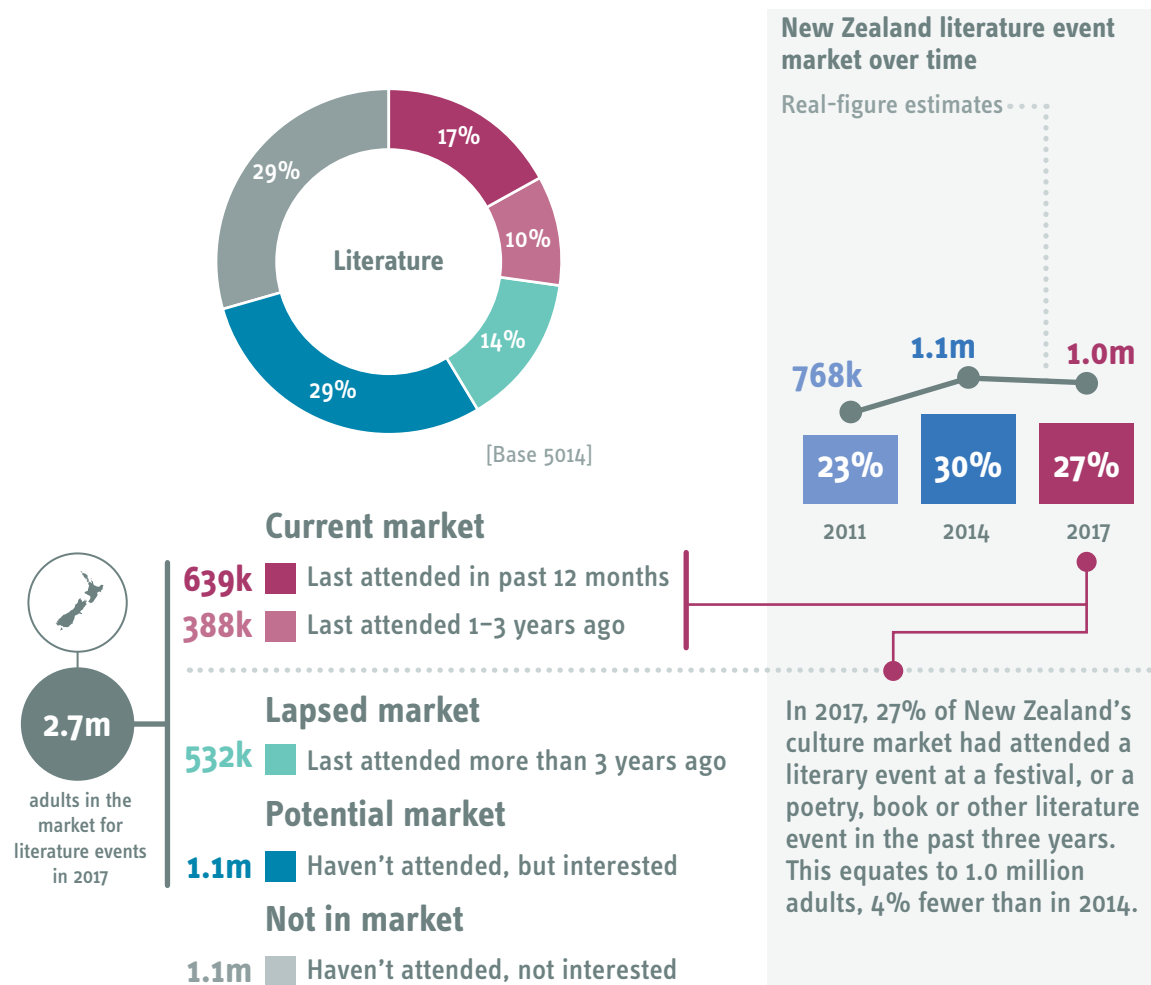 New Zealand literature event
market over time
Real-figure estimates
17%
29%
10%
Literature
14%
29%
[Base 5014]
768k
1.1m
1.0m
23%
30%
27%
2011
2014
2017
Current market
639k Last attended in past 12 months
388k Last attended 1–3 years ago
2.7m
adults in the
market for
literature events
in 2017
Lapsed market
532k Last attended more than 3 years ago
Potential market
1.1m Haven't attended, but interested
Not in market
1.1m Haven't attended, not interested
In 2017, 27% of New Zealand's
culture market had attended a
literary event at a festival, or a
poetry, book or other literature
event in the past three years.
This equates to 1.0 million
adults, 4% fewer than in 2014.